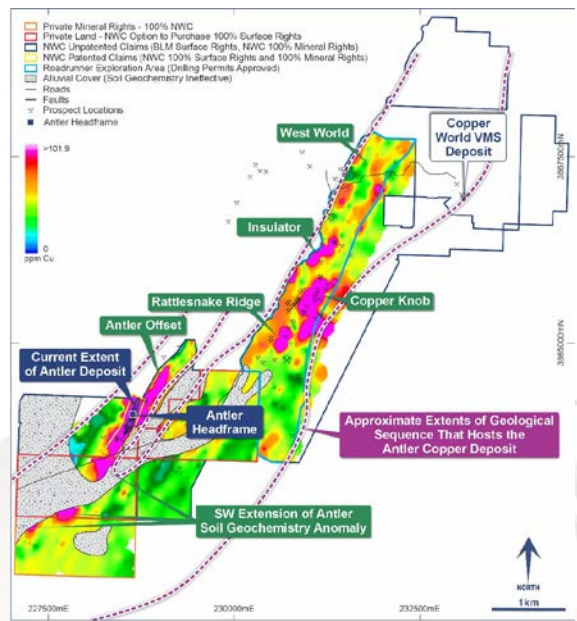 Private Mineral Rights - 100% NWC
Private Land - NWC Option to Purchase 100% Surface Rights
NWC Unpatented Claims (BLM Surface Rights, NWC 100% Mineral Rights)
NWC Patented Claims (NWC 100% Surface Rights and 100% Mineral Rights)
Roadrunner Exploration Area (Drilling Permits Approved)
Alluvial Cover (Soil Geochemistry Ineffective)
Roads
Faults
Prospect Locations
Antler Headframe
>101.9
0
ppm Cu
West World
Copper
World VMS
Deposit
3867500mN
Insulator
Rattlesnake Ridge
Copper Knob
Antler Offset
3865000mN
Current Extent
of Antler Deposit
Antler
Headframe
Approximate Extents of Geological
Sequence That Hosts the
Antler Copper Deposit
SW Extension of Antler
Soil Geochemistry Anomaly
NORTH
1km
227500mE
230000mE
232500mE